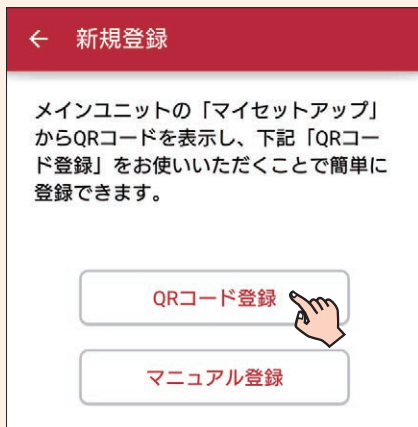 ← 新規登録
メインユニットの「マイセットアップ」
からQRコードを表示し、下記「QRコー
ド登録」をお使いいただくことで簡単に
登録できます。
QRコード登録
マニュアル登録